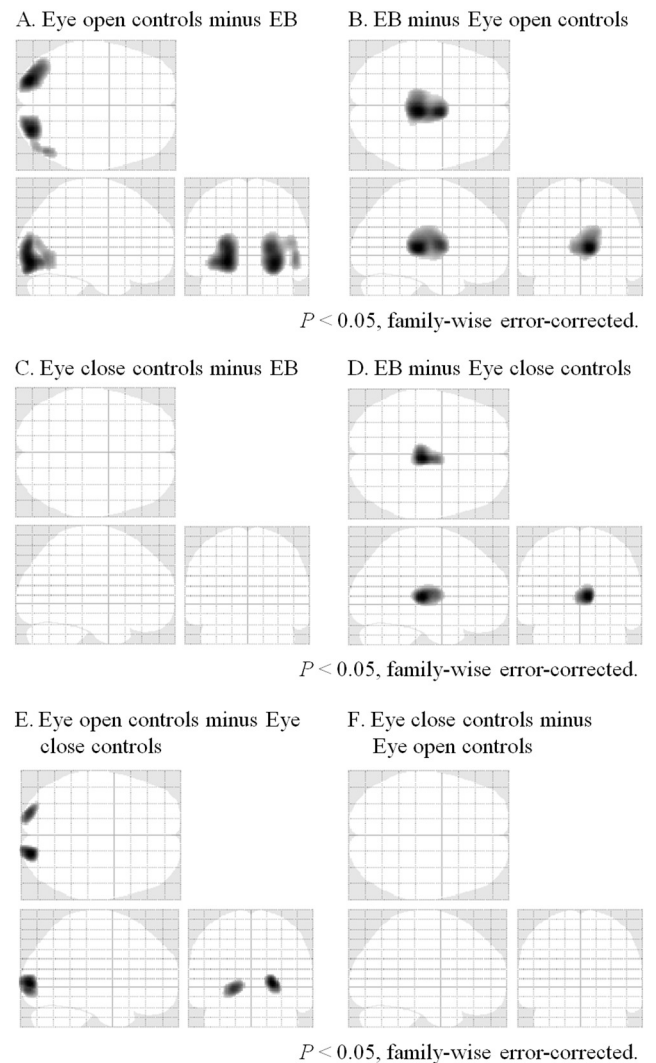 A. Eye open controls minus EB
B. EB minus Eye open controls
P < 0.05, family-wise error-corrected.
C. Eye close controls minus EB
D. EB minus Eye close controls
P < 0.05, family-wise error-corrected.
E. Eye open controls minus Eye
close controls
F. Eye close controls minus
Eye open controls
P < 0.05, family-wise error-corrected.